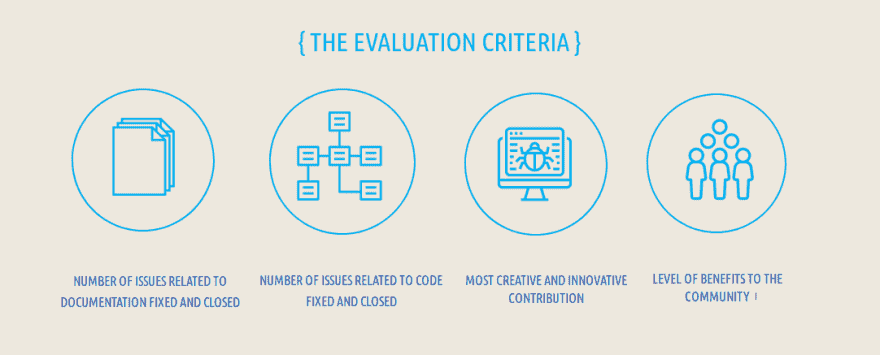 { THE EVALUATION CRITERIA }
NUMBER OF ISSUES RELATED TO
DOCUMENTATION FIXED AND CLOSED
NUMBER OF ISSUES RELATED TO CODE
FIXED AND CLOSED
MOST CREATIVE AND INNOVATIVE
CONTRIBUTION
LEVEL OF BENEFITS TO THE
COMMUNITY